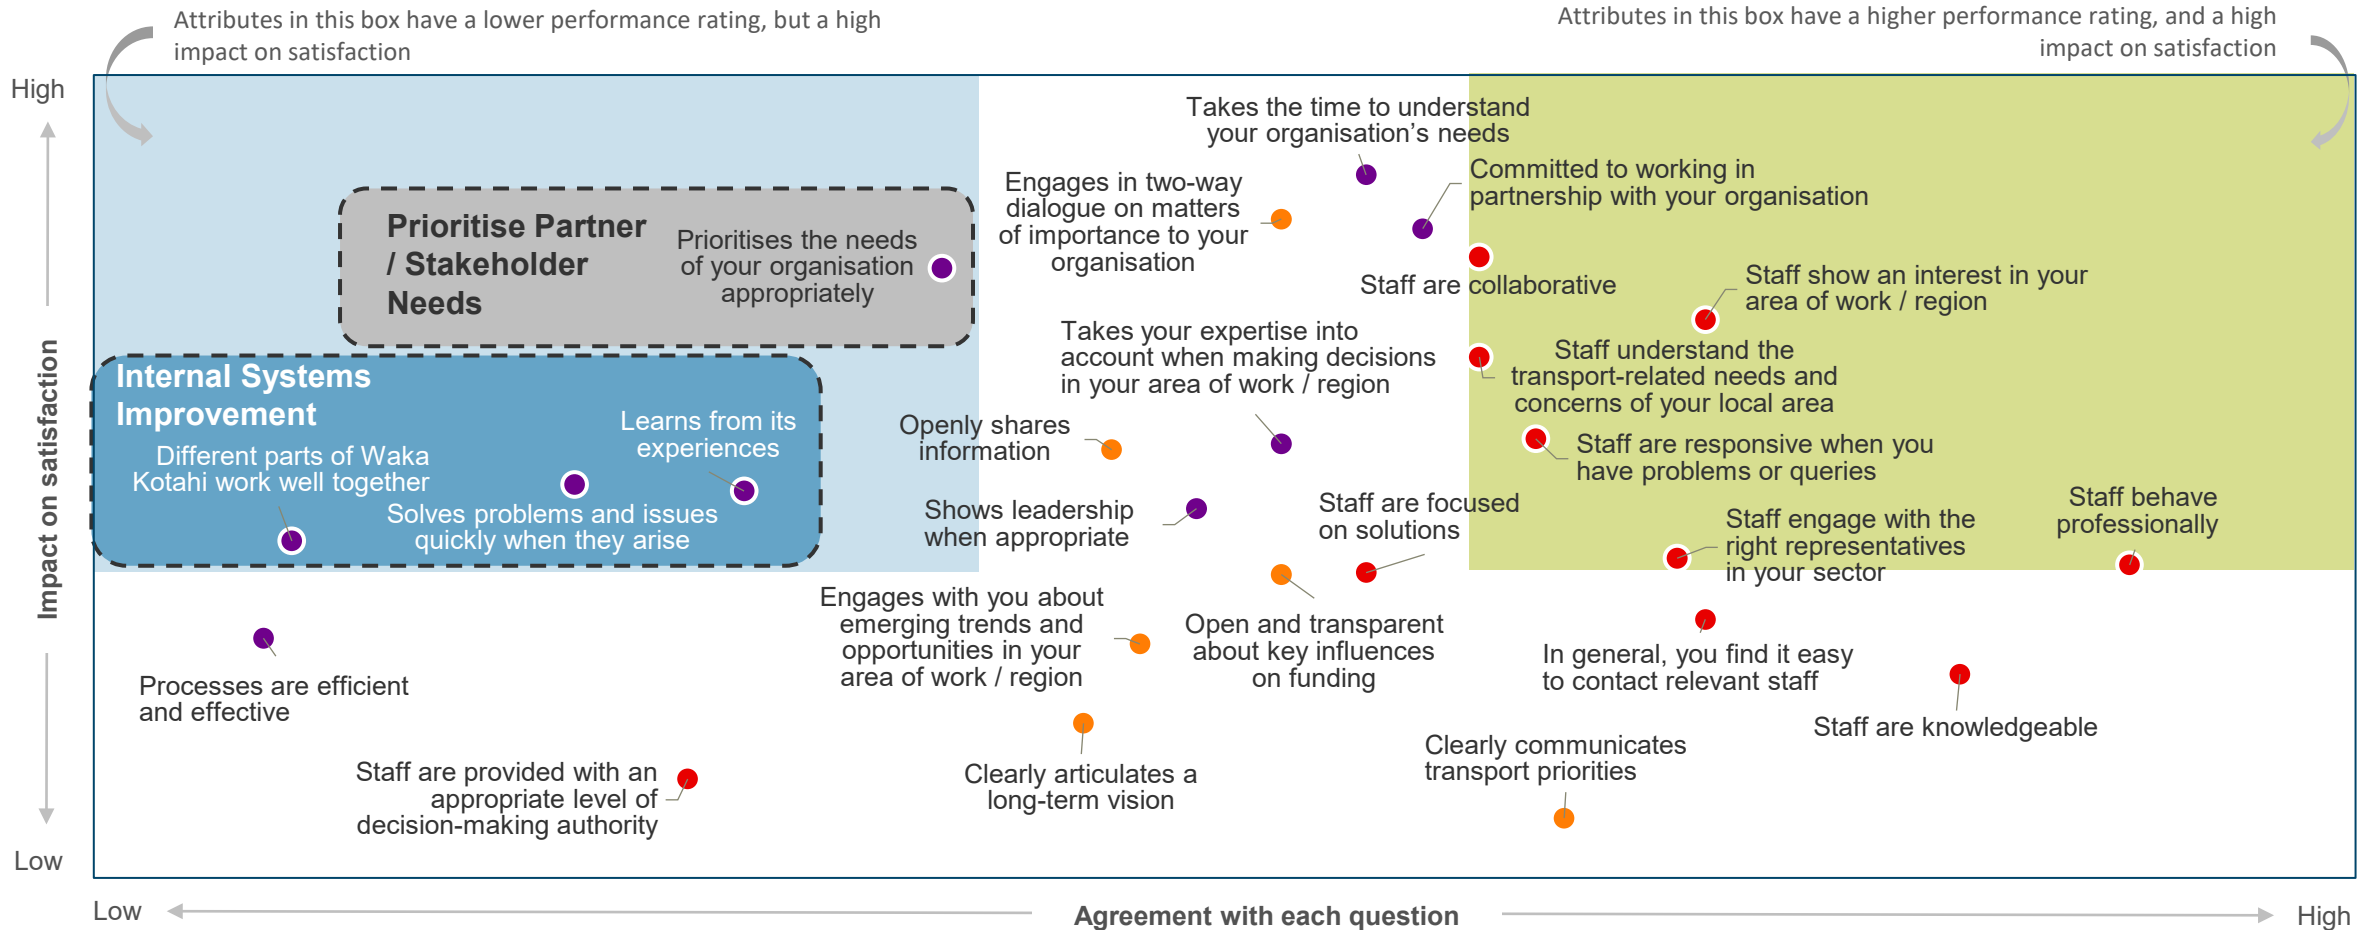 Attributes in this box have a lower performance rating, but a high
impact on satisfaction
Attributes in this box have a higher performance rating, and a high
impact on satisfaction
High
Impact on satisfaction
Low
Takes the time to understand
your organisation's needs
Engages in two-way
dialogue on matters
of importance to your
organisation
Committed to working in
partnership with your organisation
Prioritise Partner
/ Stakeholder
Needs
Prioritises the needs
of your organisation
appropriately
Staff are collaborative
Staff show an interest in your
area of work / region
Takes your expertise into
account when making decisions
in your area of work / region
Staff understand the
transport-related needs and
concerns of your local area
Internal Systems
Improvement
Learns from its
experiences
Different parts of Waka
Kotahi work well together
Solves problems and issues
quickly when they arise
Openly shares
information
Staff are responsive when you
have problems or queries
Shows leadership
when appropriate
Staff are focused
on solutions
Staff engage with the
right representatives
in your sector
Staff behave
professionally
Engages with you about
emerging trends and
opportunities in your
area of work / region
Open and transparent
about key influences
on funding
In general, you find it easy
to contact relevant staff
Processes are efficient
and effective
Staff are knowledgeable
Staff are provided with an
appropriate level of
decision-making authority
Clearly articulates a
long-term vision
Clearly communicates
transport priorities
Low
Agreement with each question
High